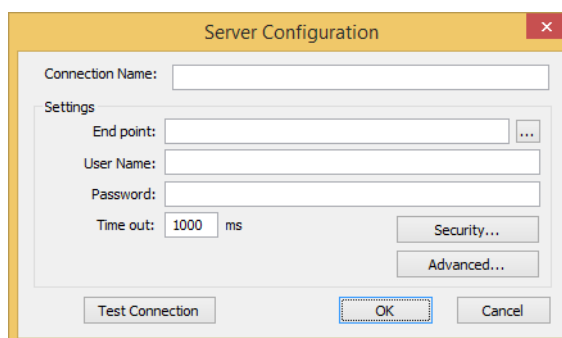 Server Configuration
Connection Name:
Settings
End point:
...
User Name:
Password:
Time out: 1000 ms
Security...
Advanced...
Test Connection OK Cancel